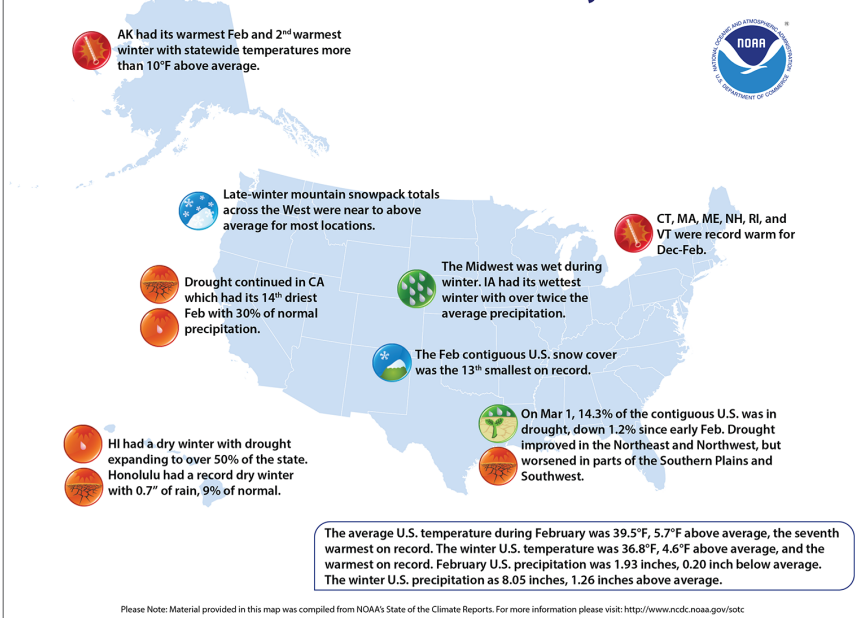 AK had its warmest Feb and 2nd warmest
winter with statewide temperatures more
than 10°F above average.
NATIONAL OCEANIC AND ATMOSPHERIC ADMINISTRATION
NOAA
U.S. DEPARTMENT OF COMMERCE
Late-winter mountain snowpack totals
across the West were near to above
average for most locations.
CT, MA, ME, NH, RI, and
VT were record warm for
Dec-Feb.
The Midwest was wet during
winter. IA had its wettest
winter with over twice the
average precipitation.
Drought continued in CA
which had its 14th driest
Feb with 30% of normal
precipitation.
The Feb contiguous U.S. snow cover
was the 13th smallest on record.
On Mar 1, 14.3% of the contiguous U.S. was in
drought, down 1.2% since early Feb. Drought
improved in the Northeast and Northwest, but
worsened in parts of the Southern Plains and
Southwest.
HI had a dry winter with drought
expanding to over 50% of the state.
Honolulu had a record dry winter
with 0.7” of rain, 9% of normal.
The average U.S. temperature during February was 39.5°F, 5.7°F above average, the seventh
warmest on record. The winter U.S. temperature was 36.8°F, 4.6°F above average, and the
warmest on record. February U.S. precipitation was 1.93 inches, 0.20 inch below average.
The winter U.S. precipitation as 8.05 inches, 1.26 inches above average.
Please Note: Material provided in this map was compiled from NOAA’s State of the Climate Reports. For more information please visit: http://www.ncdc.noaa.gov/sotc